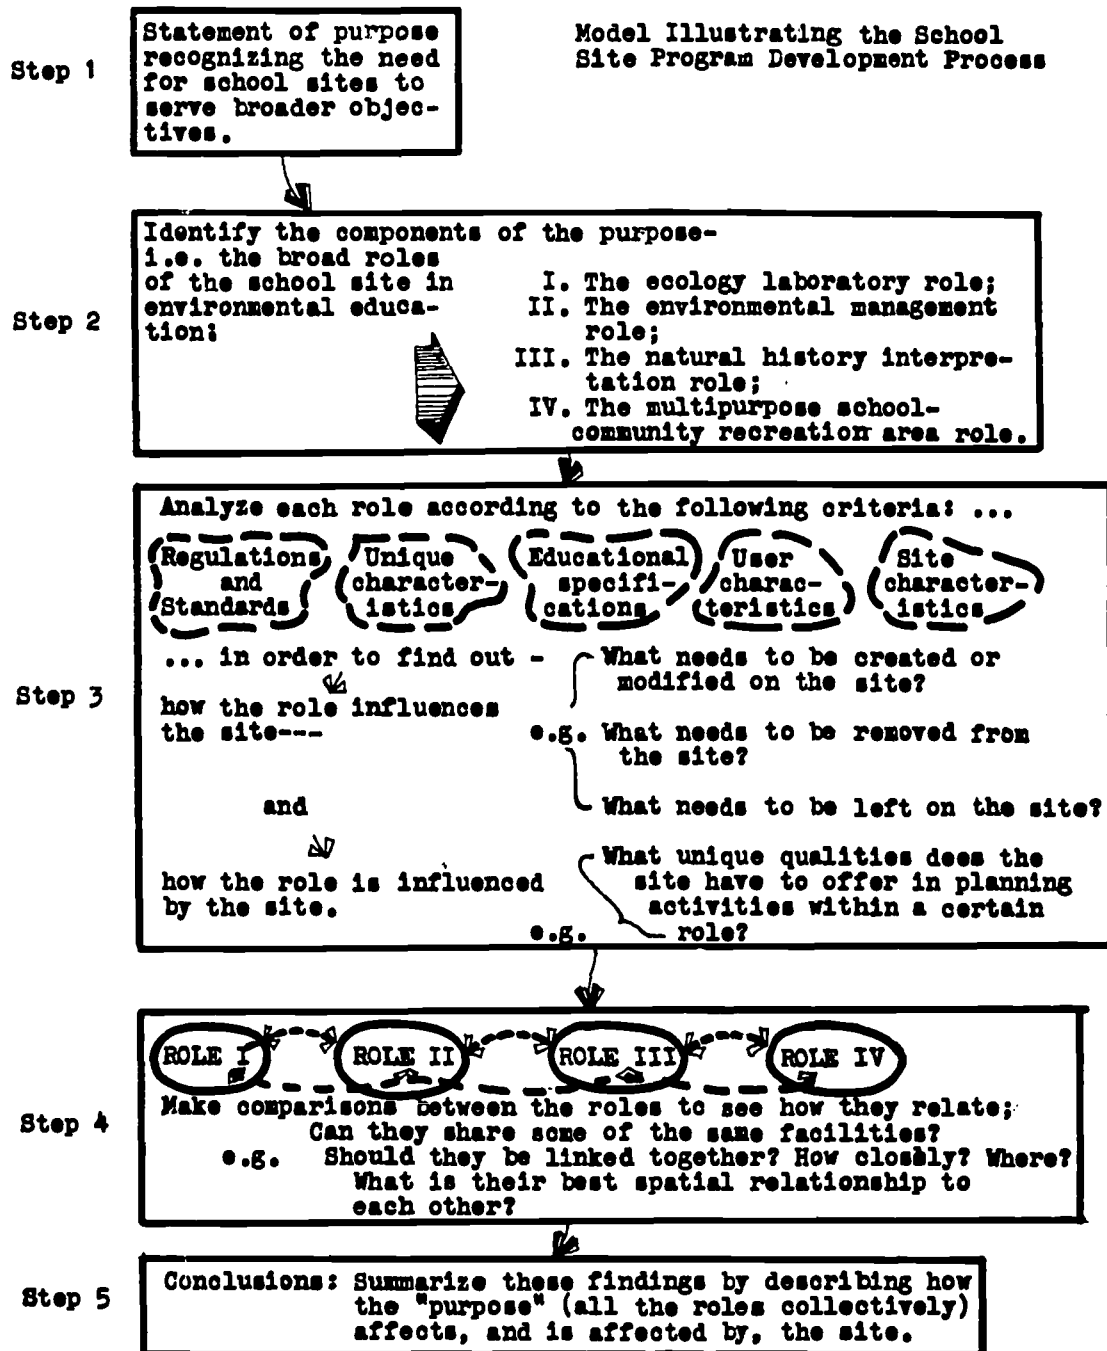 Model Illustrating the School
Site Program Development Process
Step 1
Statement of purpose
recognizing the need
for school sites to
serve broader objec-
tives.
Step 2
Identify the components of the purpose-
i.e. the broad roles
of the school site in
environmental educa-
tion:
I. The ecology laboratory role;
II. The environmental management
role;
III. The natural history interpre-
tation role;
IV. The multipurpose school-
community recreation area role.
Step 3
Analyze each role according to the following criteria: ...
Regulations
and
Standards
Unique
character-
istics
Educational
specifi-
cations
User
charac-
teristics
Site
character-
istics
... in order to find out -
how the role influences
the site---
e.g.
What needs to be created or
modified on the site?
What needs to be removed from
the site?
What needs to be left on the site?
and
how the role is influenced
by the site.
e.g.
What unique qualities does the
site have to offer in planning
activities within a certain
role?
Step 4
ROLE I
ROLE II
ROLE III
ROLE IV
Make comparisons between the roles to see how they relate;
Can they share some of the same facilities?
e.g. Should they be linked together? How closely? Where?
What is their best spatial relationship to
each other?
Step 5
Conclusions: Summarize these findings by describing how
the "purpose" (all the roles collectively)
affects, and is affected by, the site.